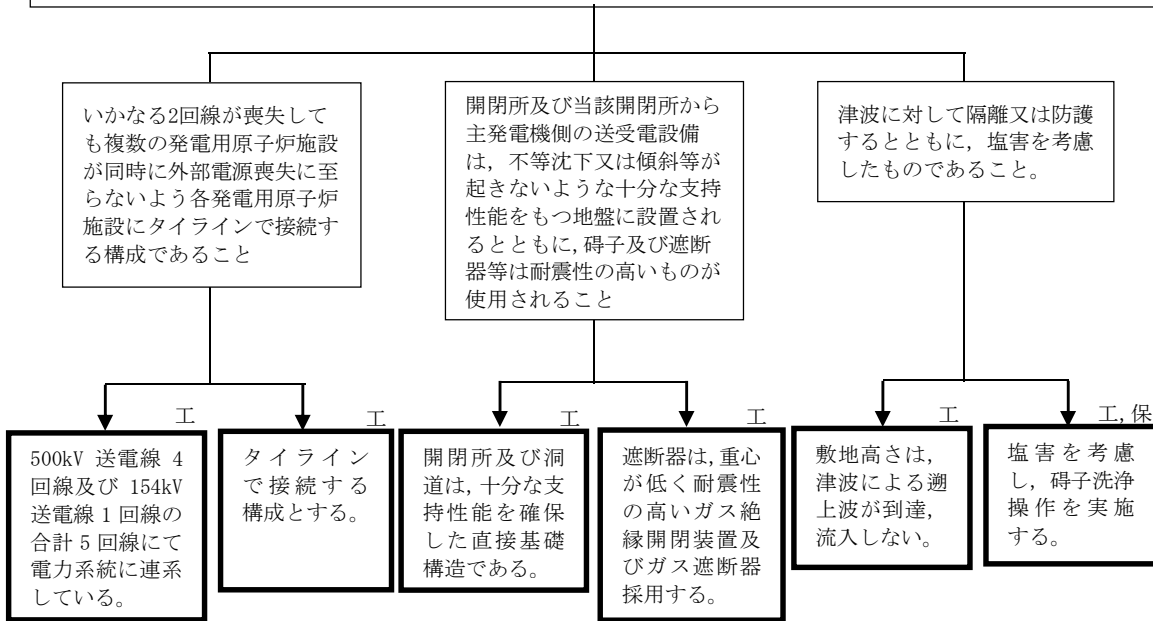 いかなる2回線が喪失して
も複数の発電用原子炉施設
が同時に外部電源喪失に至
らないよう各発電用原子炉
施設にタイラインで接続す
る構成であること
開閉所及び当該開閉所から
主発電機側の送受電設備
は，不等沈下又は傾斜等が
起きないような十分な支持
性能をもつ地盤に設置され
るとともに，碍子及び遮断
器等は耐震性の高いものが
使用されること
津波に対して隔離又は防護
するとともに，塩害を考慮
したものであること。
工
500kV 送電線 4
回線及び 154kV
送電線 1 回線の
合計 5 回線にて
電力系統に連系
している。
工
タイライン
で接続する
構成とする。
工
開閉所及び洞
道は，十分な支
持性能を確保
した直接基礎
構造である。
工
遮断器は，重心
が低く耐震性
の高いガス絶
縁開閉装置及
びガス遮断器
採用する。
工
敷地高さは，
津波による遡
上波が到達，
流入しない。
工，保
塩害を考慮
し，碍子洗浄
操作を実施
する。